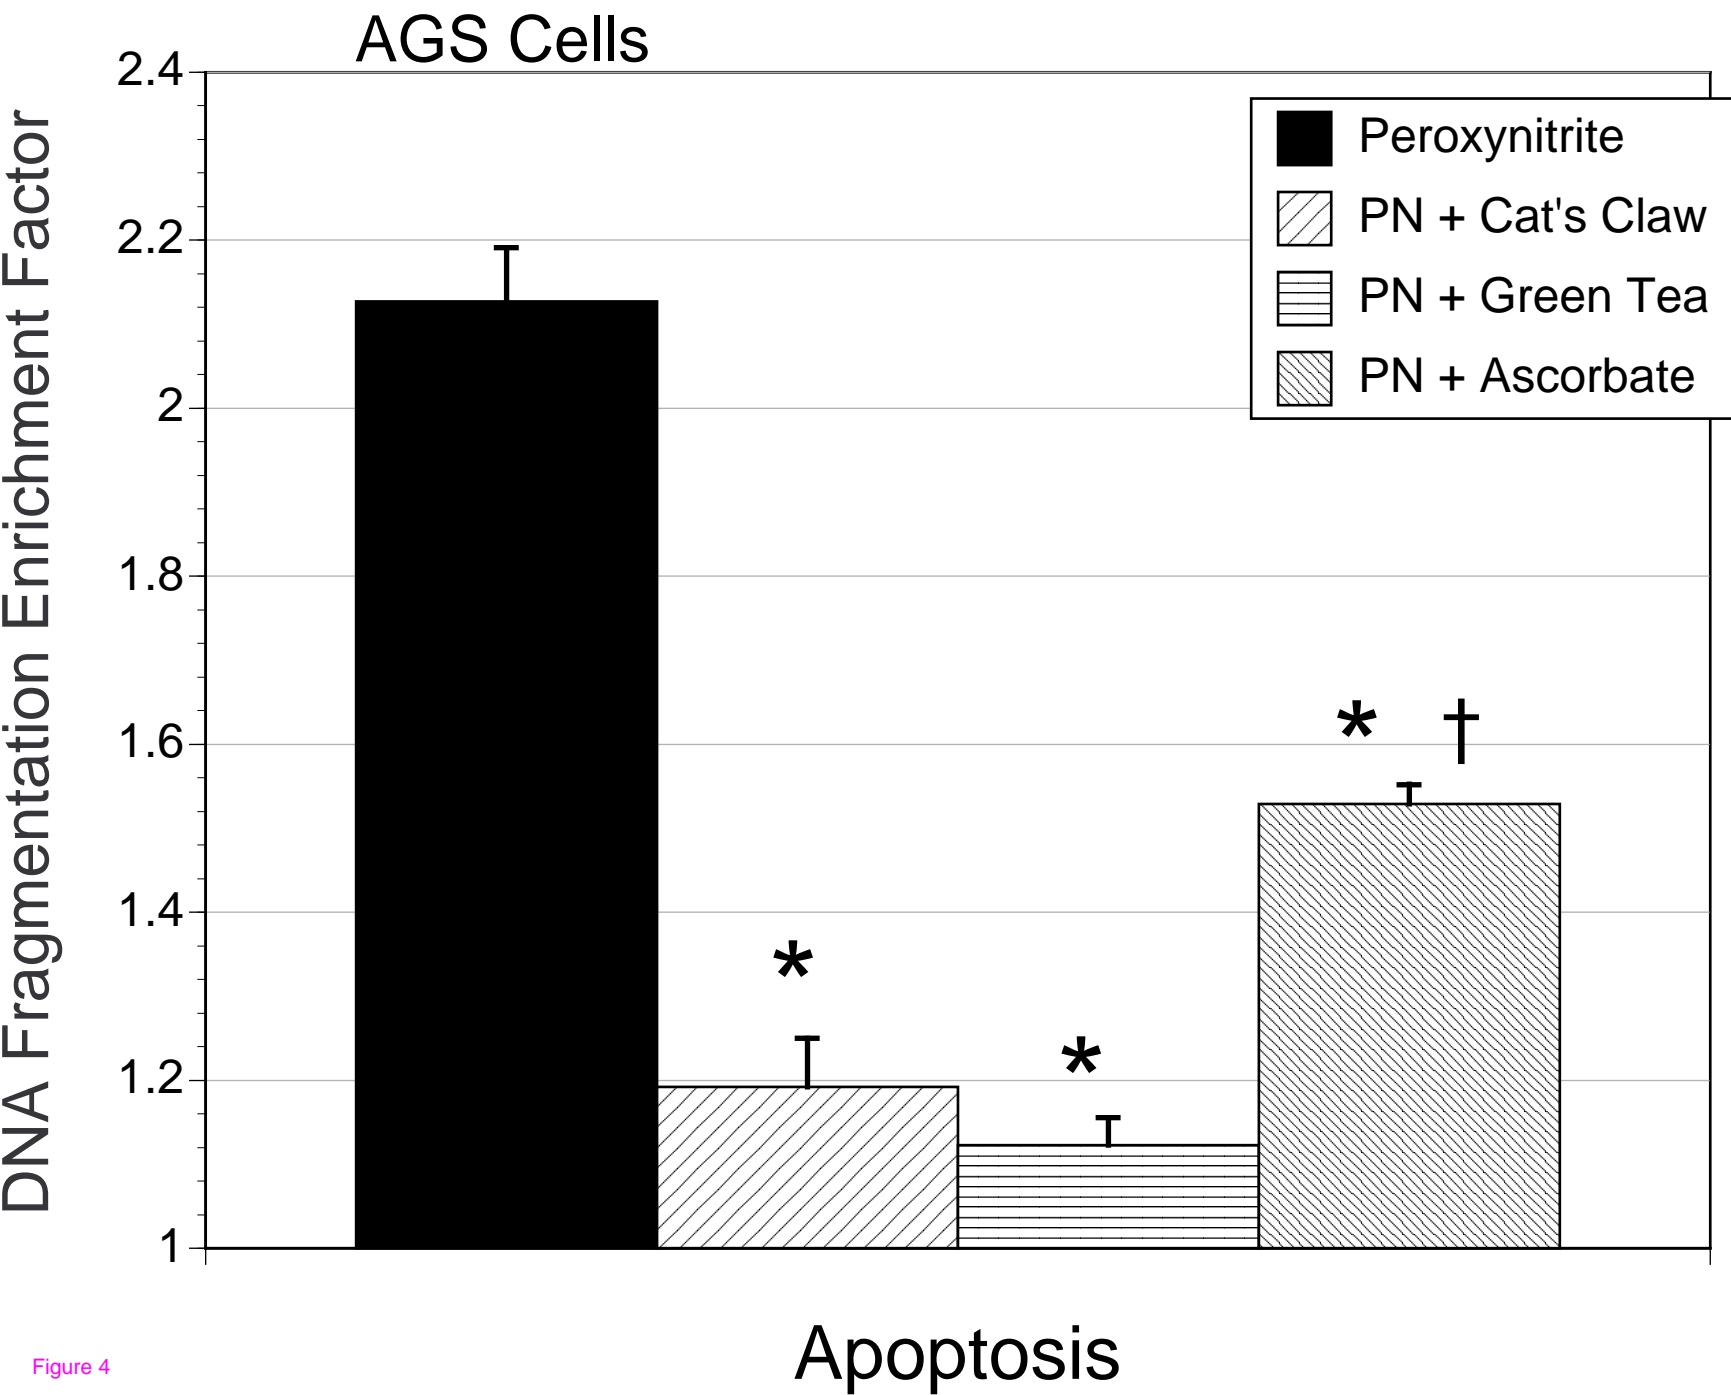 AGS Cells
DNA Fragmentation Enrichment Factor
2.4
2.2
2
1.8
1.6
1.4
1.2
1
Peroxynitrite
PN + Cat's Claw
PN + Green Tea
PN + Ascorbate
*
*
* †
Apoptosis
Figure 4